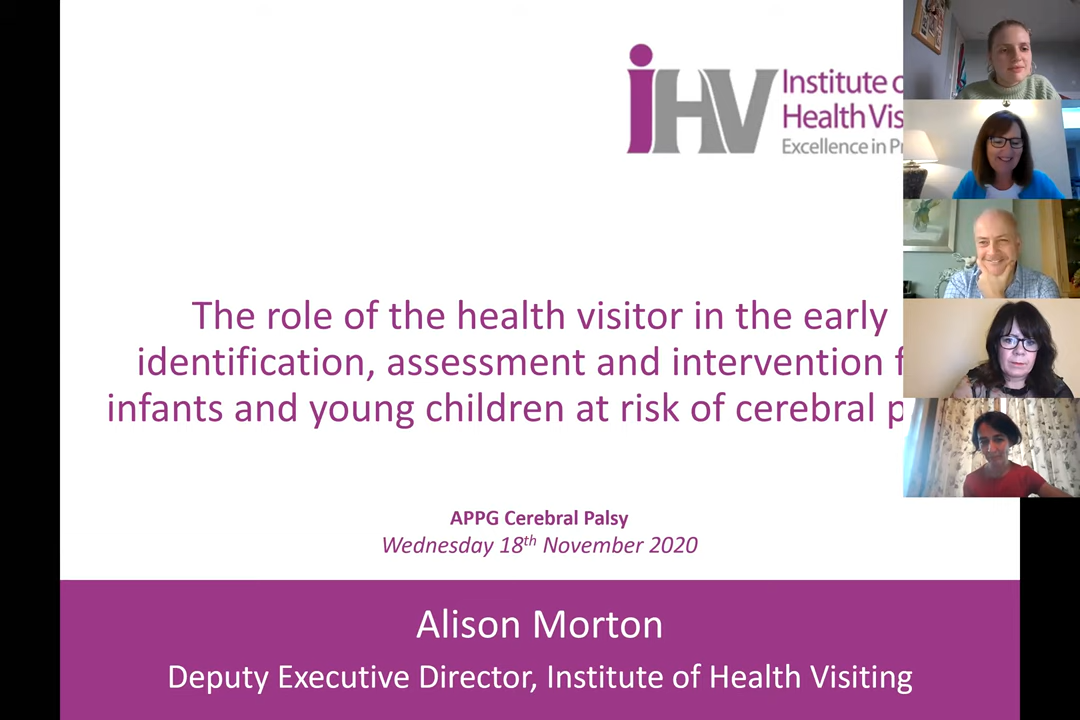 iHV
Institute o
Health Vis
Excellence in Pr
The role of the health visitor in the early
identification, assessment and intervention f
infants and young children at risk of cerebral p
APPG Cerebral Palsy
Wednesday 18th November 2020
Alison Morton
Deputy Executive Director, Institute of Health Visiting